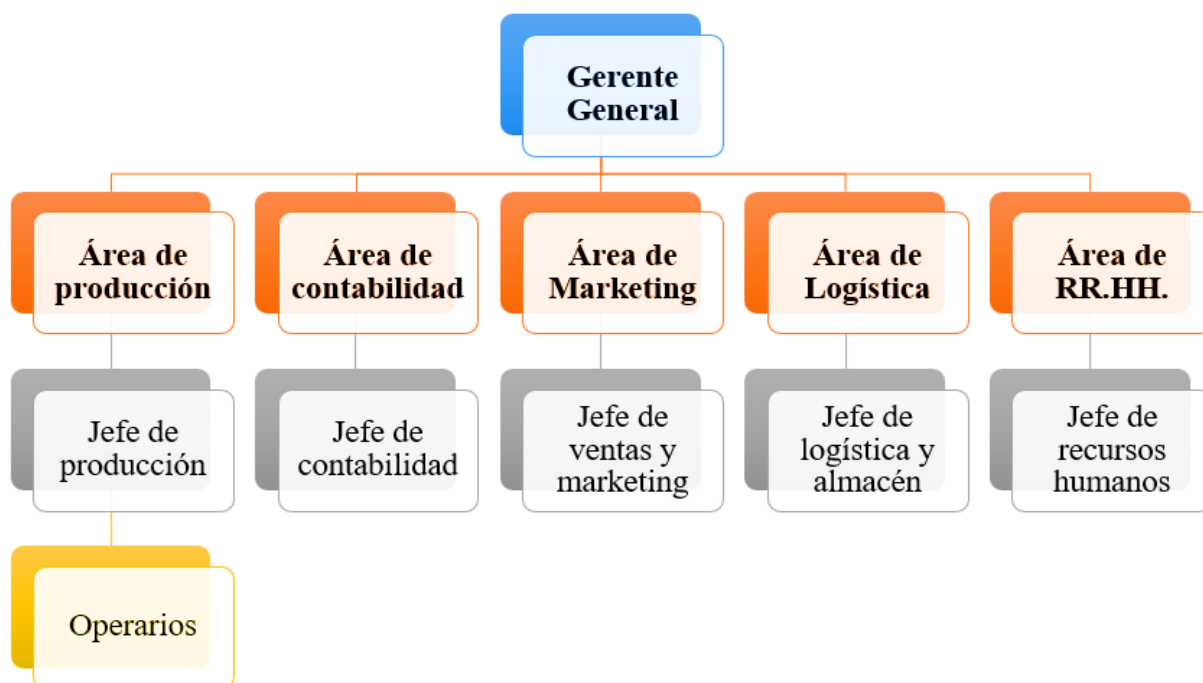 Gerente
General
Área de
producción
Área de
contabilidad
Área de
Marketing
Área de
Logística
Área de
RR.HH.
Jefe de
producción
Jefe de
contabilidad
Jefe de
ventas y
marketing
Jefe de
logística y
almacén
Jefe de
recursos
humanos
Operarios